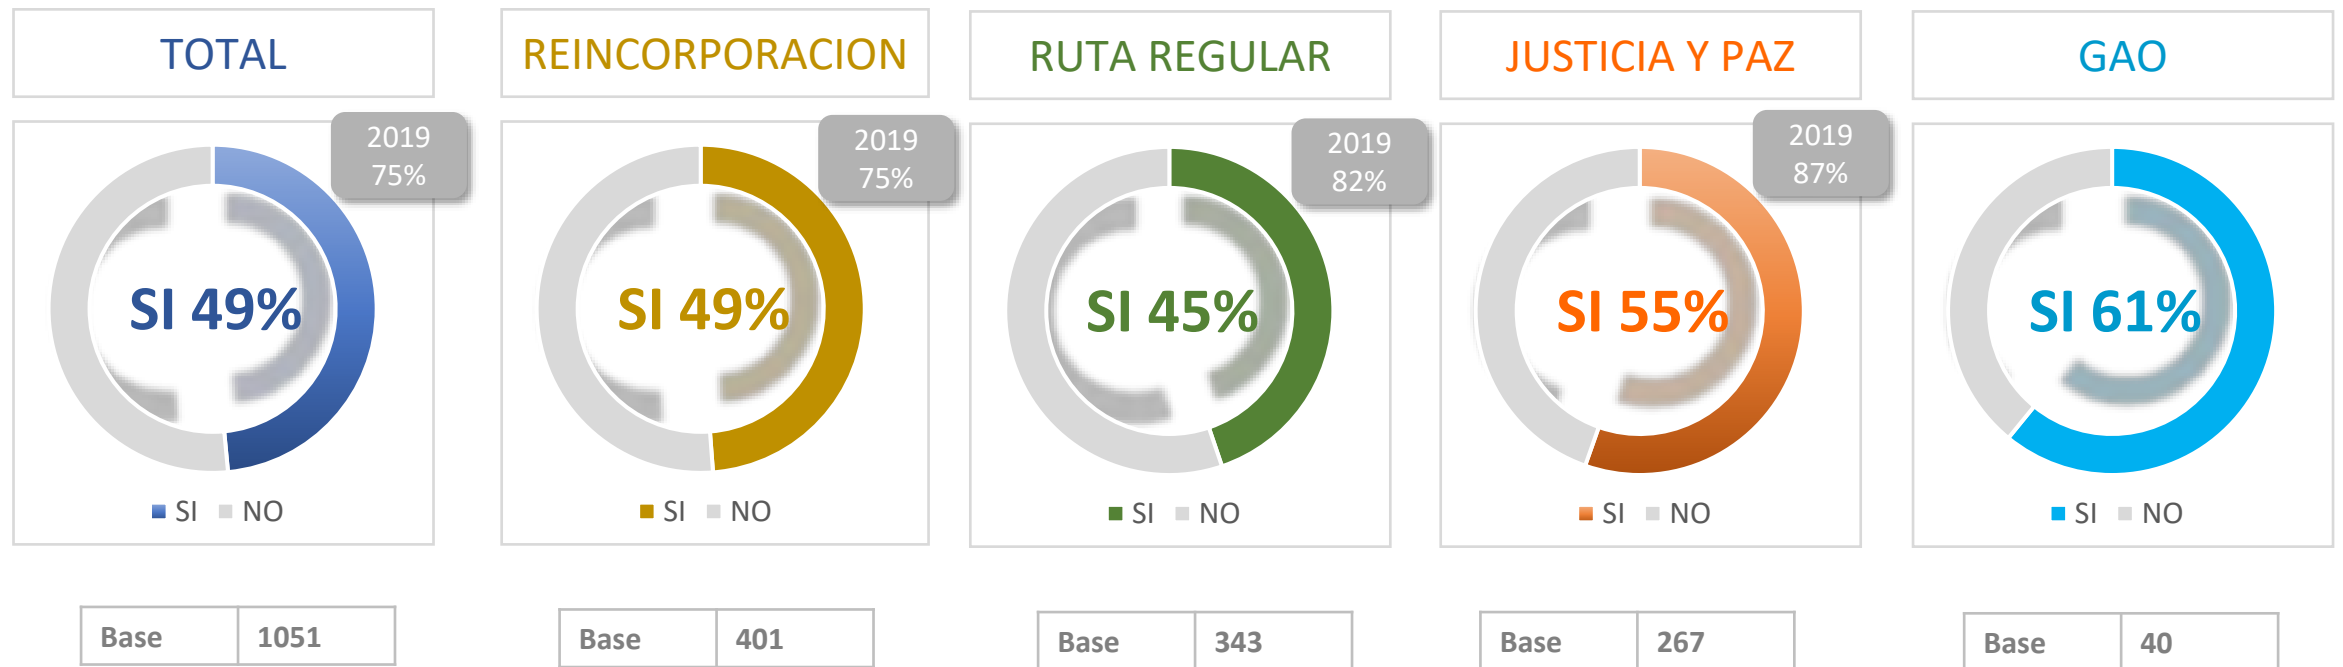 TOTAL
2019
75%
SI 49%
SI NO
Base 1051
REINCORPORACION
2019
75%
SI 49%
SI NO
Base 401
RUTA REGULAR
2019
82%
SI 45%
SI NO
Base 343
JUSTICIA Y PAZ
2019
87%
SI 55%
SI NO
Base 267
GAO
SI 61%
SI NO
Base 40